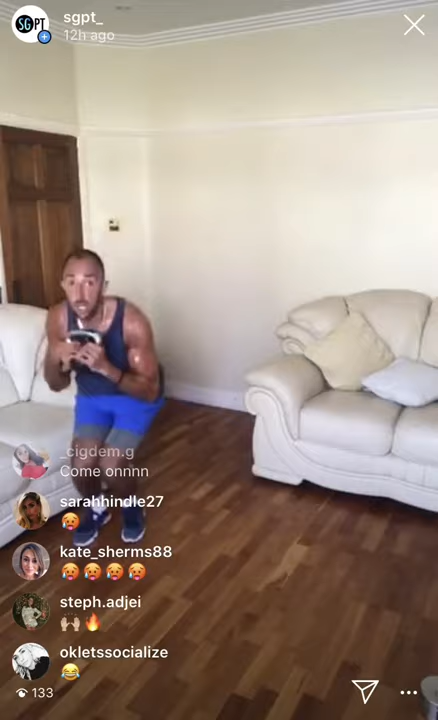 SGPT
sgpt_
12h ago
_cigdem.g
Come onnnn
sarahhindle27
🥵
kate_sherms88
🥵🥵🥵🥵
steph.adjei
🙌🏼🔥
okletssocialize
😂
133